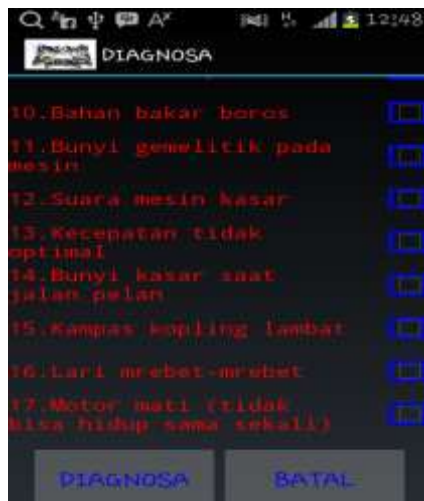 12:48
DIAGNOSA
10.Bahan bakar boros
11.Bunyi gemelitik pada
mesin
12.Suara mesin kasar
13.Kecepatan tidak
optimal
14.Bunyi kasar saat
jalan pelan
15.Kampas kopling lambat
16.Lari mrebet-mrebet
17.Motor mati (tidak
bisa hidup sama sekali)
DIAGNOSA
BATAL